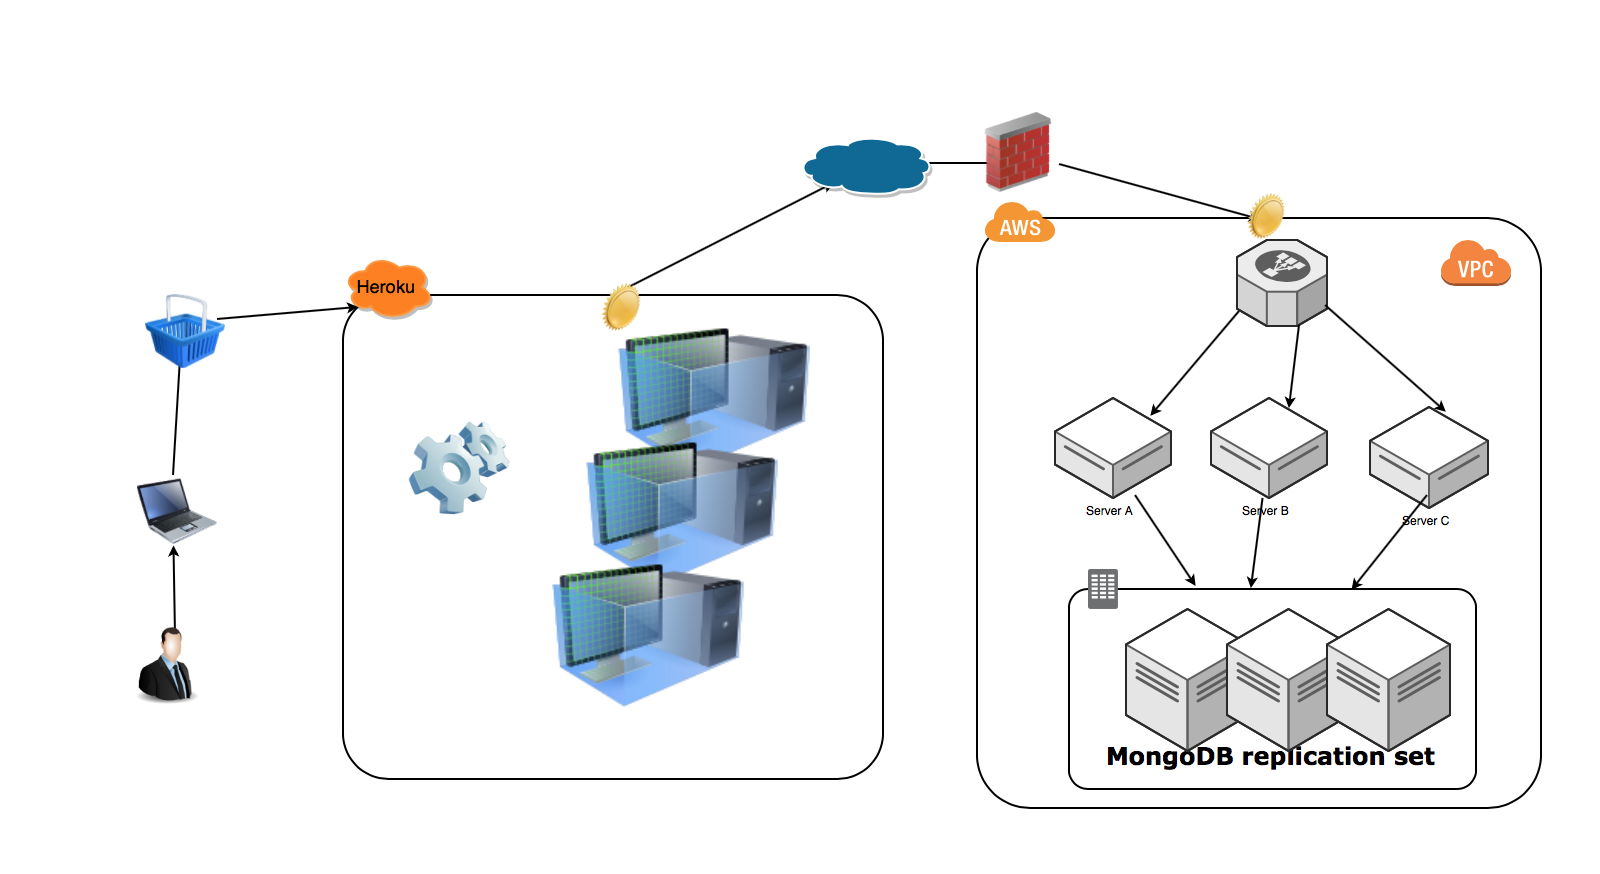 AWS
VPC
Heroku
Server A
Server B
Server C
MongoDB replication set